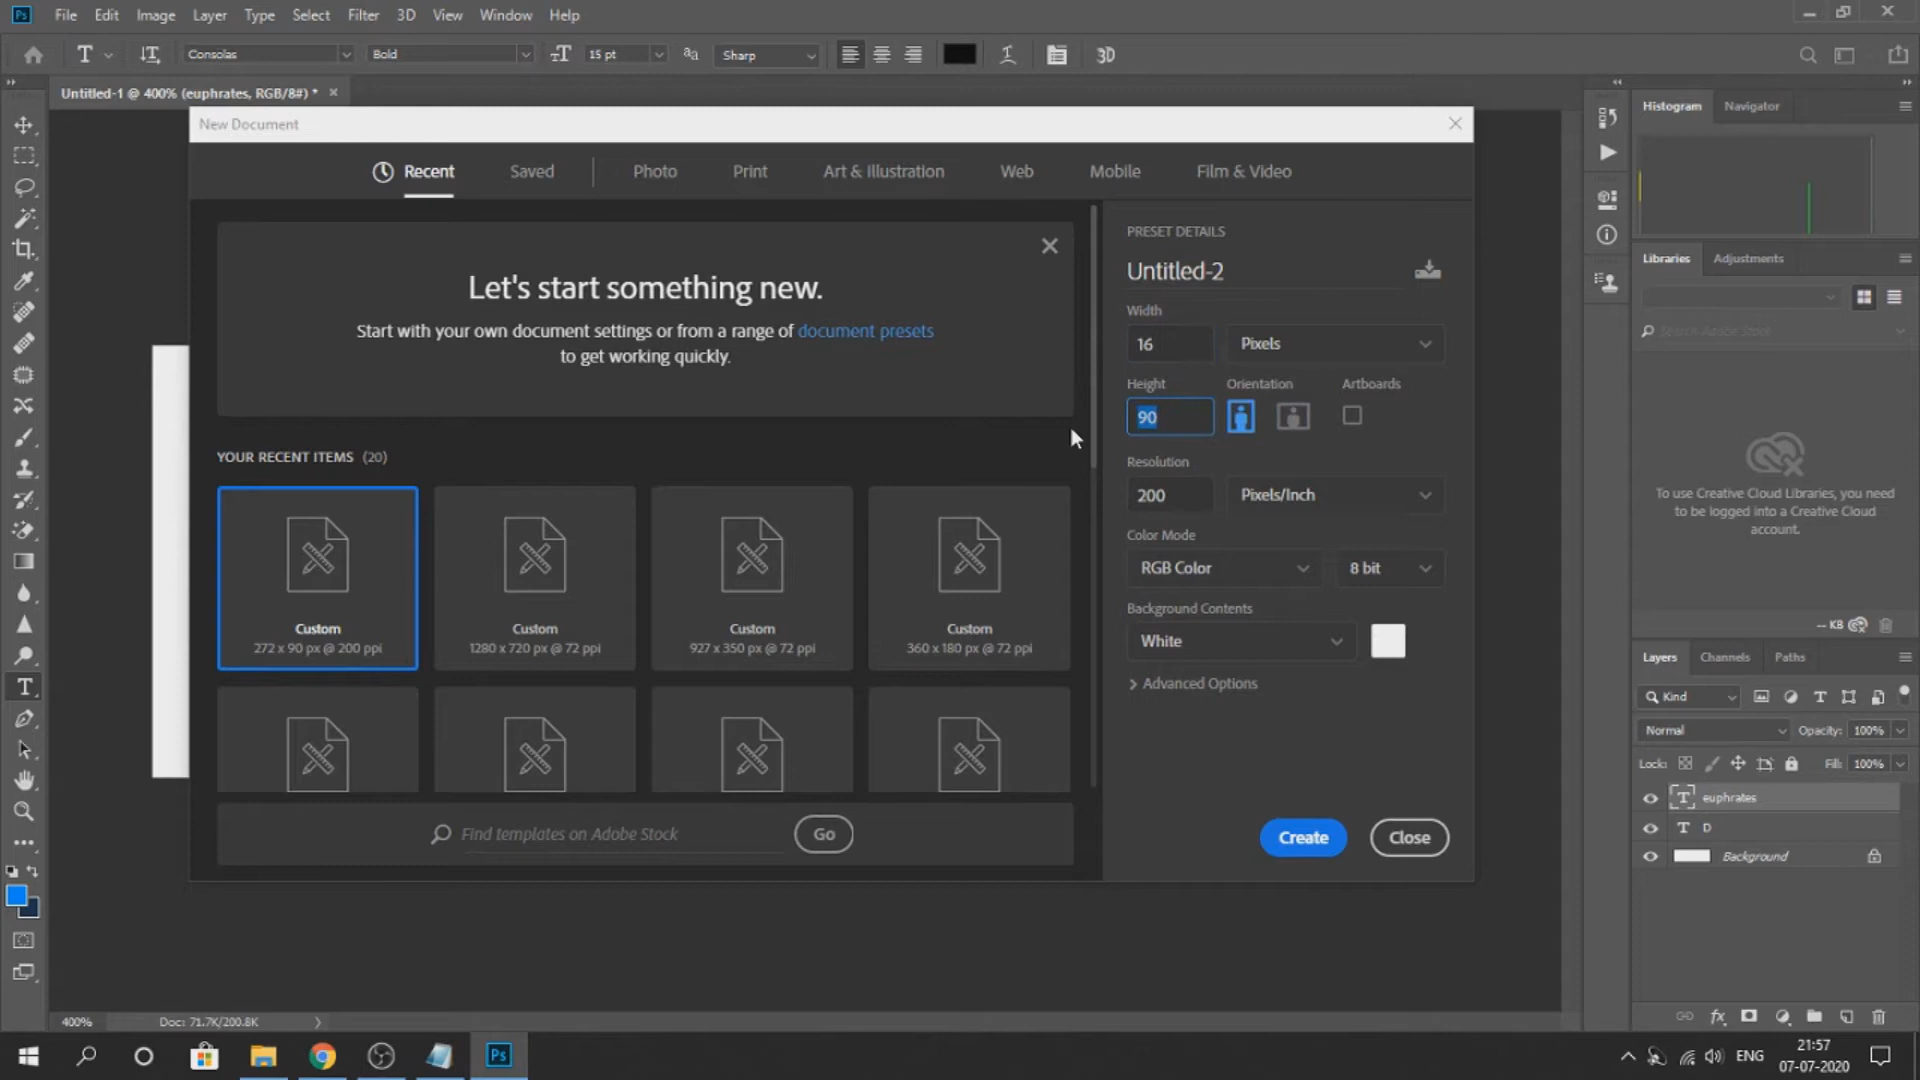 Ps File Edit Image Layer Type Select Filter 3D View Window Help
T Consolas Bold 15 pt aa Sharp 3D
Untitled-1 @ 400% (euphrates, RGB/8#) *
New Document
Recent Saved Photo Print Art & Illustration Web Mobile Film & Video
Let's start something new.
Start with your own document settings or from a range of document presets
to get working quickly.
YOUR RECENT ITEMS (20)
Custom
272 x 90 px @ 200 ppi
Custom
1280 x 720 px @ 72 ppi
Custom
927 x 350 px @ 72 ppi
Custom
360 x 180 px @ 72 ppi
Find templates on Adobe Stock Go
PRESET DETAILS
Untitled-2
Width
16 Pixels
Height Orientation Artboards
90
Resolution
200 Pixels/Inch
Color Mode
RGB Color 8 bit
Background Contents
White
Advanced Options
Create Close
Histogram Navigator
Libraries Adjustments
Search Adobe Stock
To use Creative Cloud Libraries, you need
to be logged into a Creative Cloud
account.
-- KB
Layers Channels Paths
Kind
Normal Opacity: 100%
Lock: Fill: 100%
T euphrates
T D
Background
fx
400% Doc: 71.7K/200.8K
Ps
ENG
21:57
07-07-2020